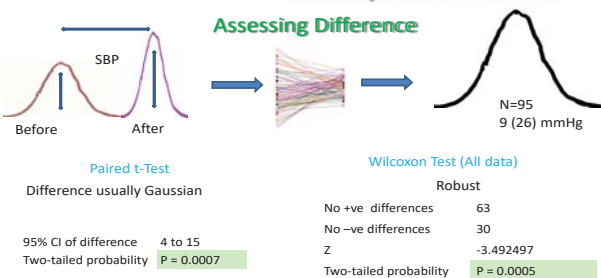 Assessing Difference
SBP
Before
After
N=95
9 (26) mmHg
Paired t-Test
Difference usually Gaussian
95% CI of difference 4 to 15
Two-tailed probability P = 0.0007
Wilcoxon Test (All data)
Robust
No +ve differences 63
No –ve differences 30
Z -3.492497
Two-tailed probability P = 0.0005